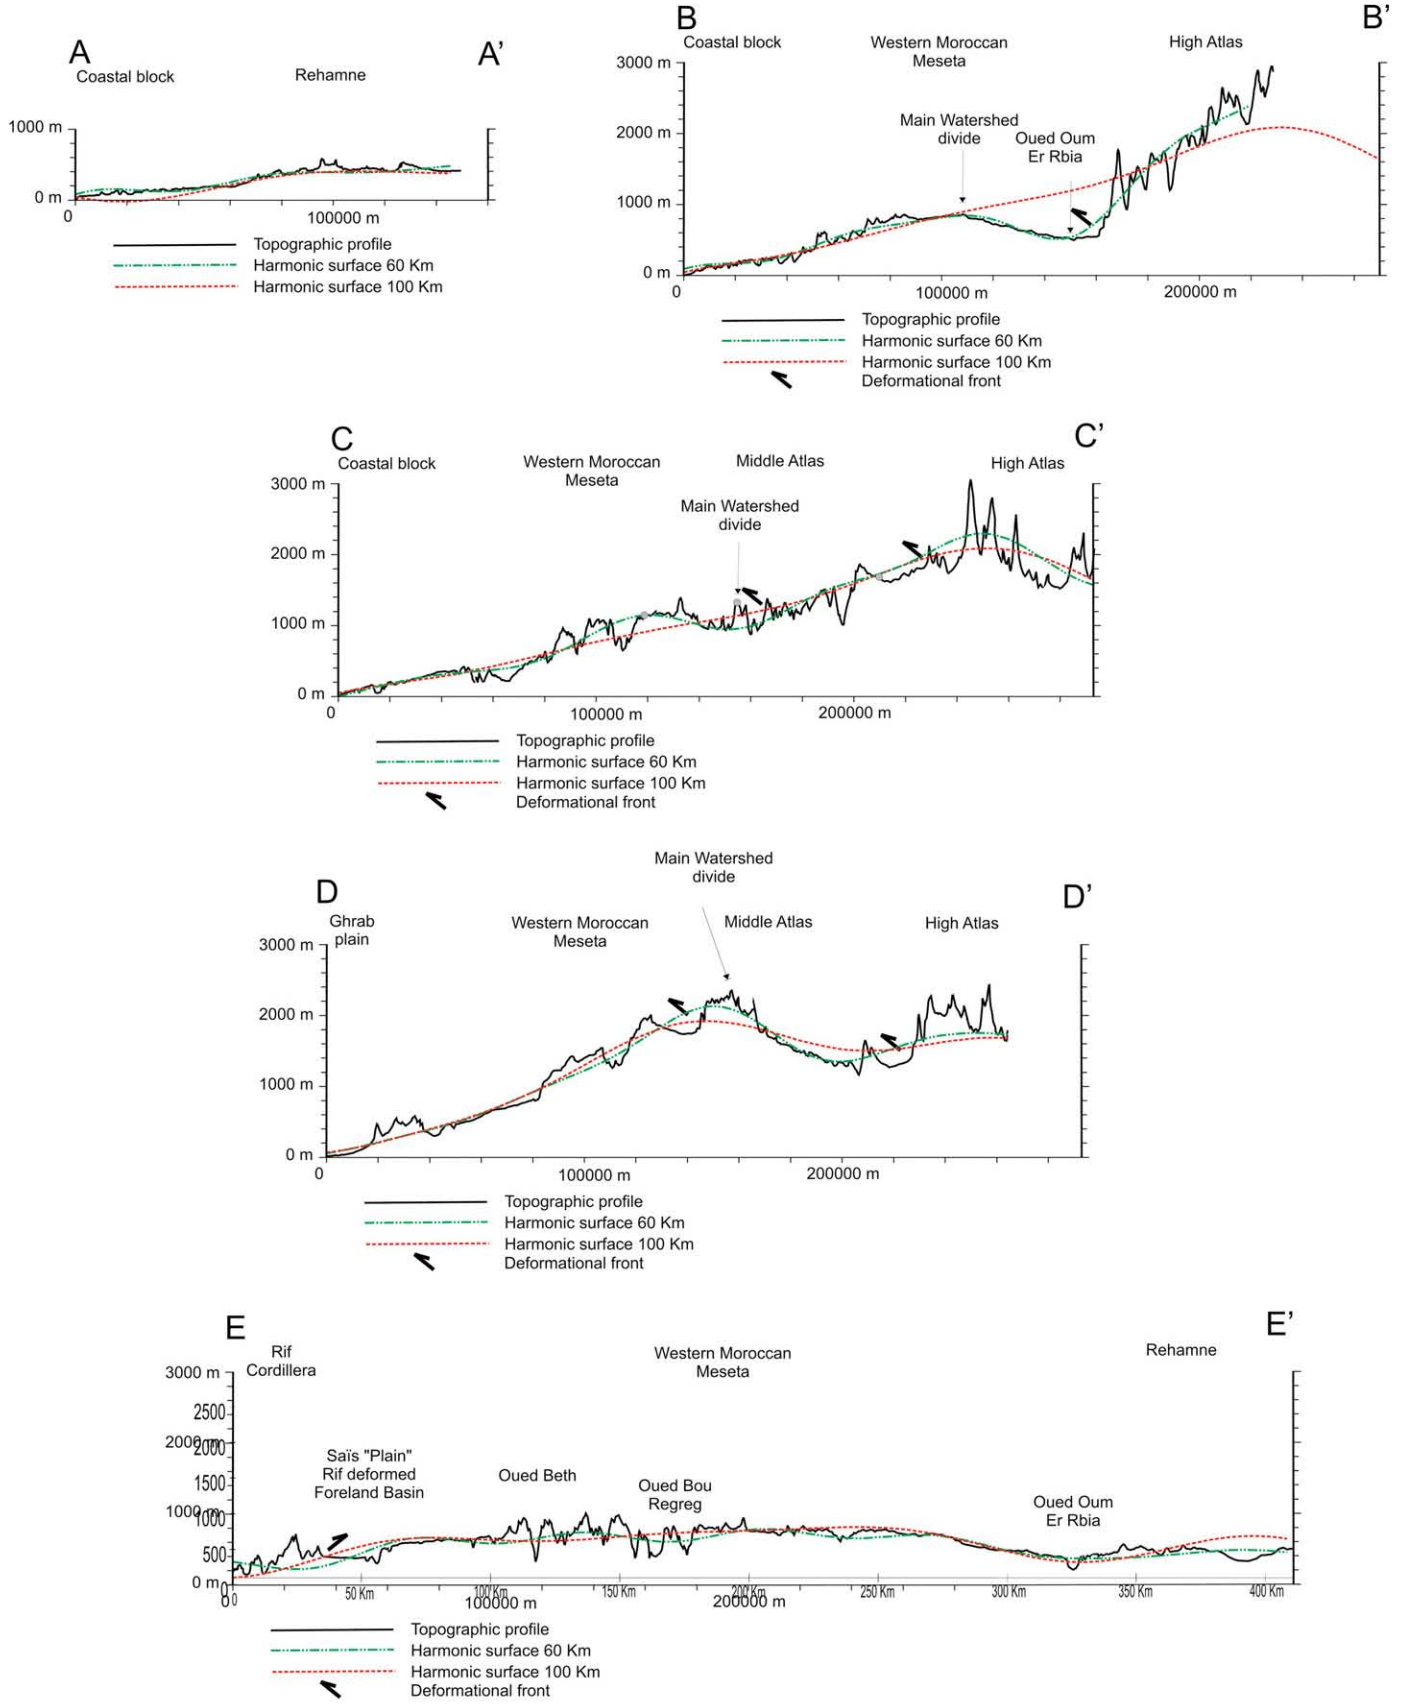 A
A'
Coastal block
Rehamne
1000 m
0 m
0
100000 m
Topographic profile
Harmonic surface 60 Km
Harmonic surface 100 Km
B
B'
Coastal block
Western Moroccan
Meseta
High Atlas
3000 m
Main Watershed
divide
Oued Oum
Er Rbia
2000 m
1000 m
0 m
0
100000 m
200000 m
Topographic profile
Harmonic surface 60 Km
Harmonic surface 100 Km
Deformational front
C
C'
Coastal block
Western Moroccan
Meseta
Middle Atlas
High Atlas
3000 m
Main Watershed
divide
2000 m
1000 m
0 m
0
100000 m
200000 m
Topographic profile
Harmonic surface 60 Km
Harmonic surface 100 Km
Deformational front
Main Watershed
divide
D
D'
Ghrab
plain
Western Moroccan
Meseta
Middle Atlas
High Atlas
3000 m
2000 m
1000 m
0 m
0
100000 m
200000 m
Topographic profile
Harmonic surface 60 Km
Harmonic surface 100 Km
Deformational front
E
E'
Rif
Cordillera
Western Moroccan
Meseta
Rehamne
3000 m
2500
2000 m
2000
Saïs "Plain"
Rif deformed
Foreland Basin
Oued Beth
Oued Bou
Regreg
Oued Oum
Er Rbia
1500
1000 m
1000
500
0 m
0
0
50 Km
100 Km
150 Km
200 Km
250 Km
300 Km
350 Km
400 Km
0
100000 m
200000 m
Topographic profile
Harmonic surface 60 Km
Harmonic surface 100 Km
Deformational front